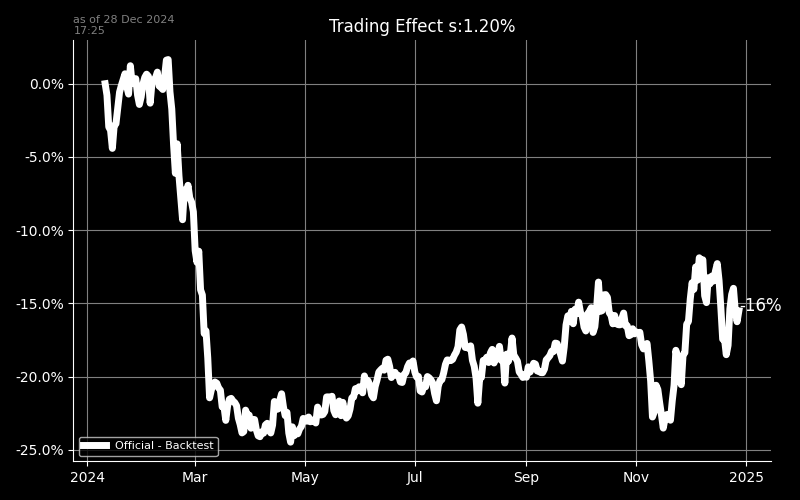 as of 28 Dec 2024
17:25
Trading Effect s:1.20%
0.0%
-5.0%
-10.0%
-15.0%
-20.0%
-25.0%
-16%
Official - Backtest
2024 Mar May Jul Sep Nov 2025